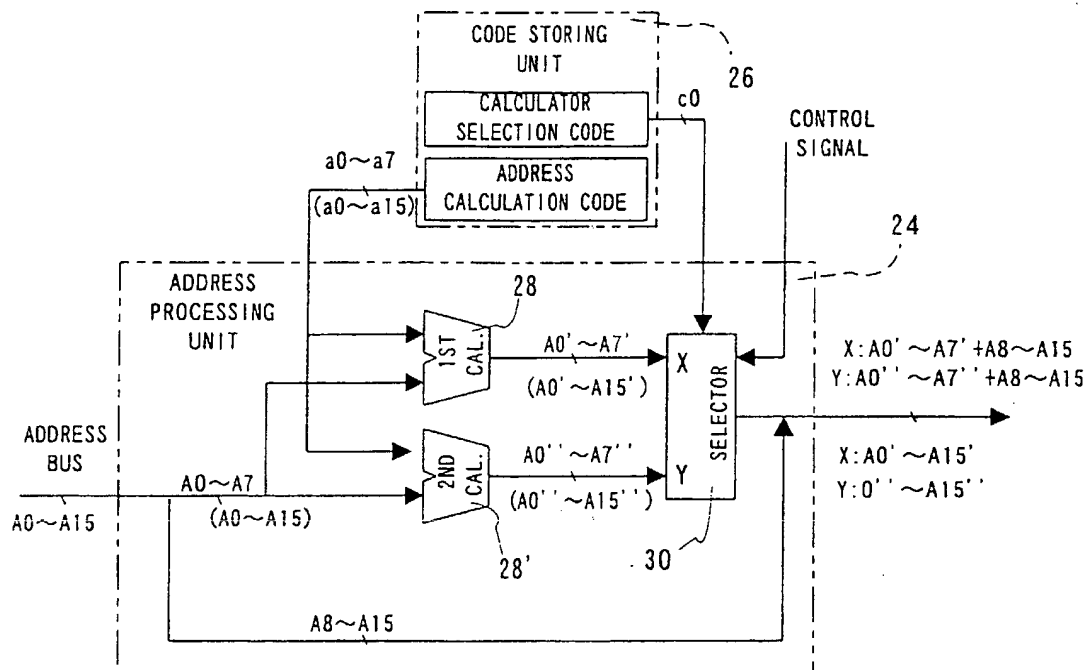 CODE STORING
UNIT
26
CALCULATOR
SELECTION CODE
c0
CONTROL
SIGNAL
a0~a7
(a0~a15)
ADDRESS
CALCULATION CODE
24
ADDRESS
PROCESSING
UNIT
28
1ST
CAL.
A0'~A7'
(A0'~A15')
X
SELECTOR
X:A0'~A7'+A8~A15
Y:A0''~A7''+A8~A15
ADDRESS
BUS
A0~A15
A0~A7
(A0~A15)
2ND
CAL.
A0''~A7''
(A0''~A15'')
Y
X:A0'~A15'
Y:0''~A15''
28'
30
A8~A15